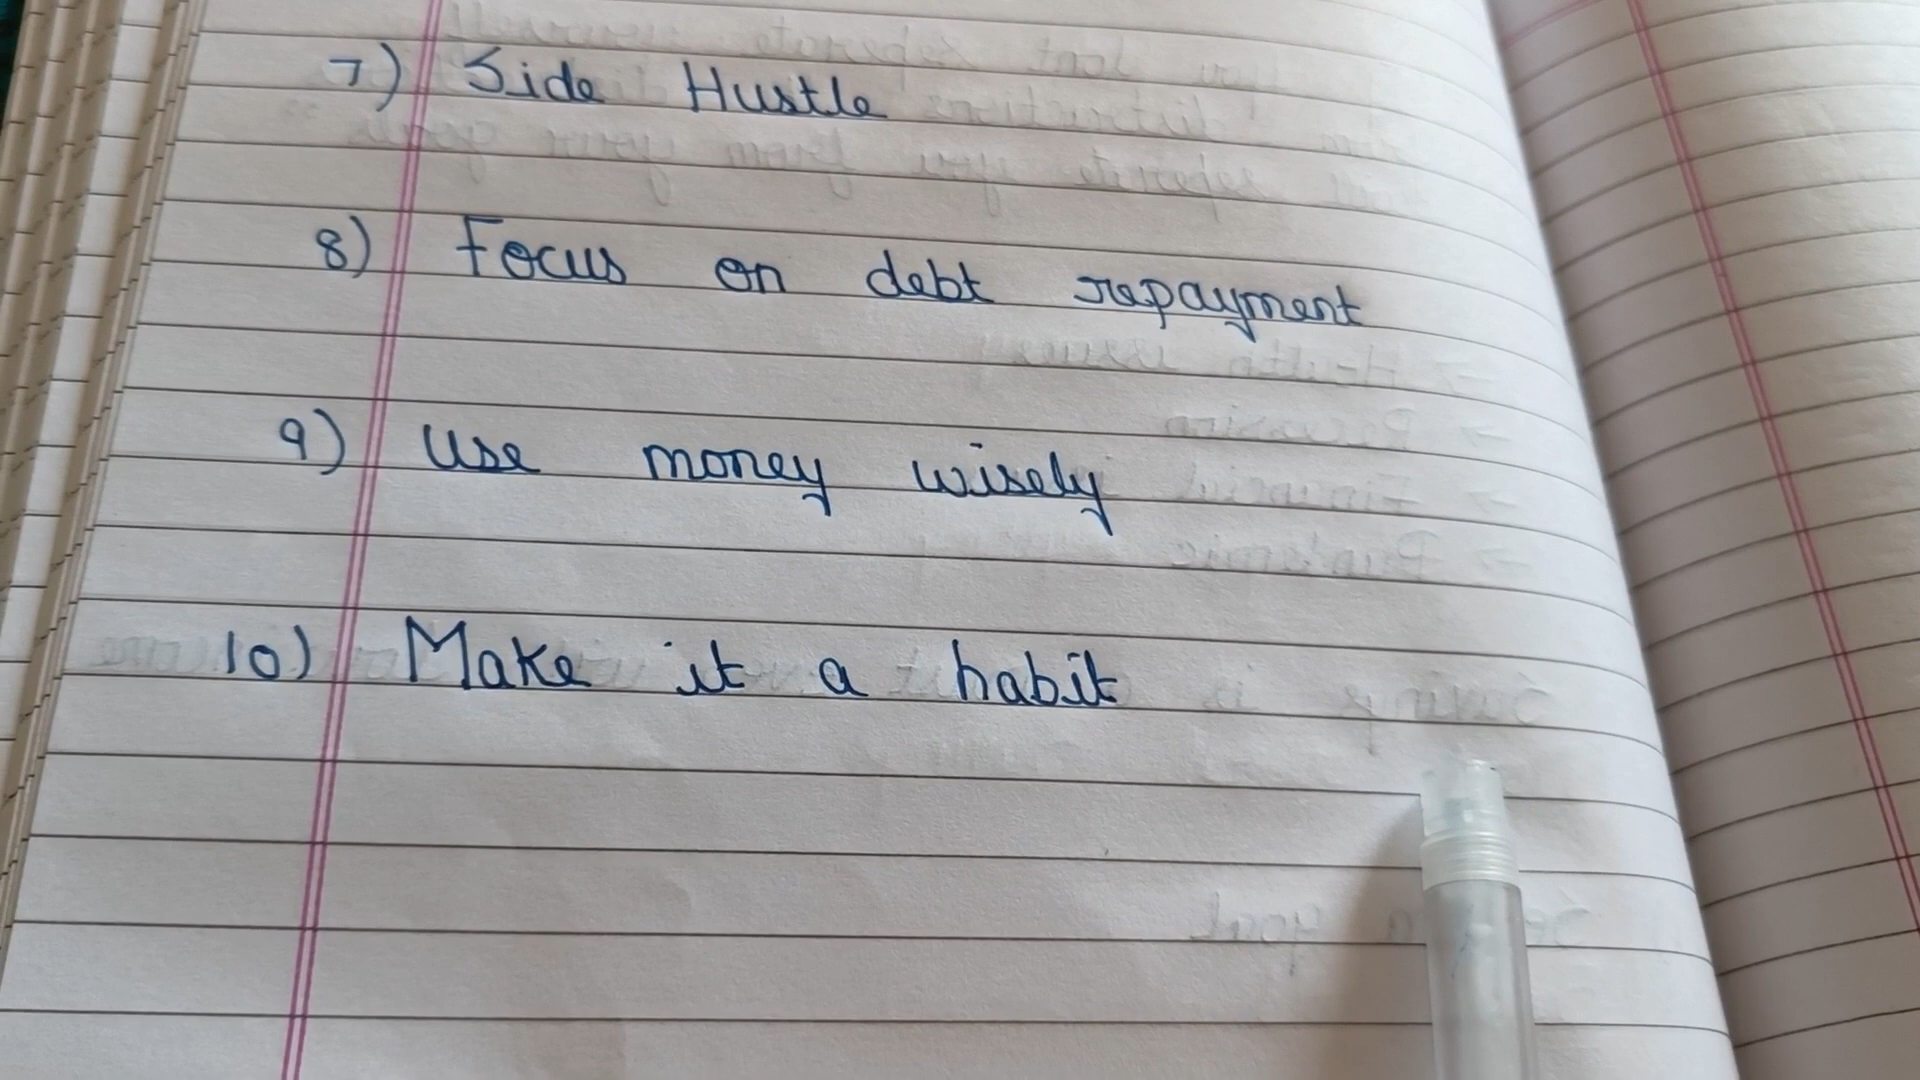 7) Side Hustle
8) Focus on debt repayment
9) Use money wisely
10) Make it a habit